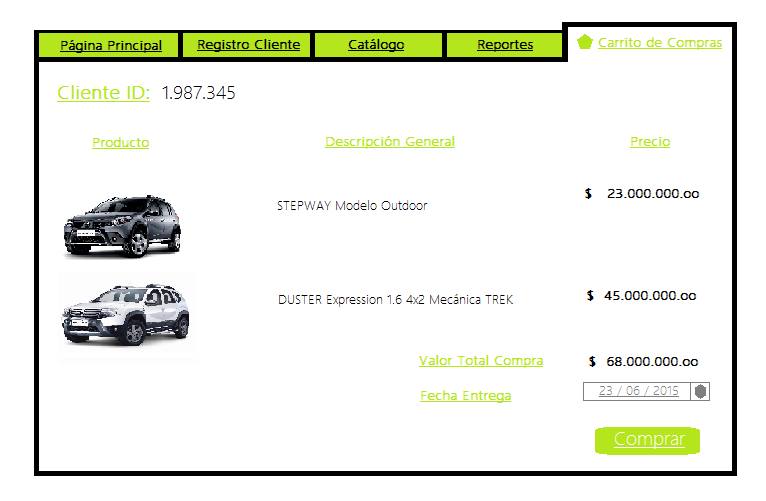 Página Principal Registro Cliente Catálogo Reportes Carrito de Compras
Cliente ID: 1.987.345
Producto Descripción General Precio
STEPWAY Modelo Outdoor $ 23.000.000.oo
DUSTER Expression 1.6 4x2 Mecánica TREK $ 45.000.000.oo
Valor Total Compra $ 68.000.000.oo
Fecha Entrega 23 / 06 / 2015
Comprar